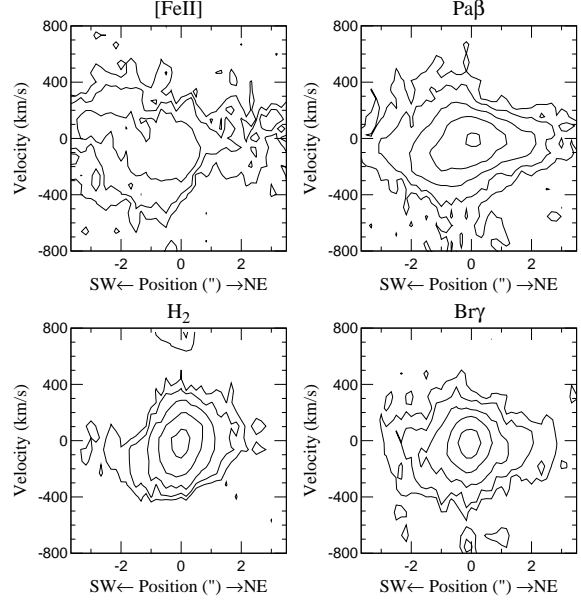 [FeII]
Paβ
800
400
0
-400
-800
Velocity (km/s)
-2 0 2
SW← Position (") →NE
800
400
0
-400
-800
Velocity (km/s)
-2 0 2
SW← Position (") →NE
H₂
Brγ
800
400
0
-400
-800
Velocity (km/s)
-2 0 2
SW← Position (") →NE
800
400
0
-400
-800
Velocity (km/s)
-2 0 2
SW← Position (") →NE